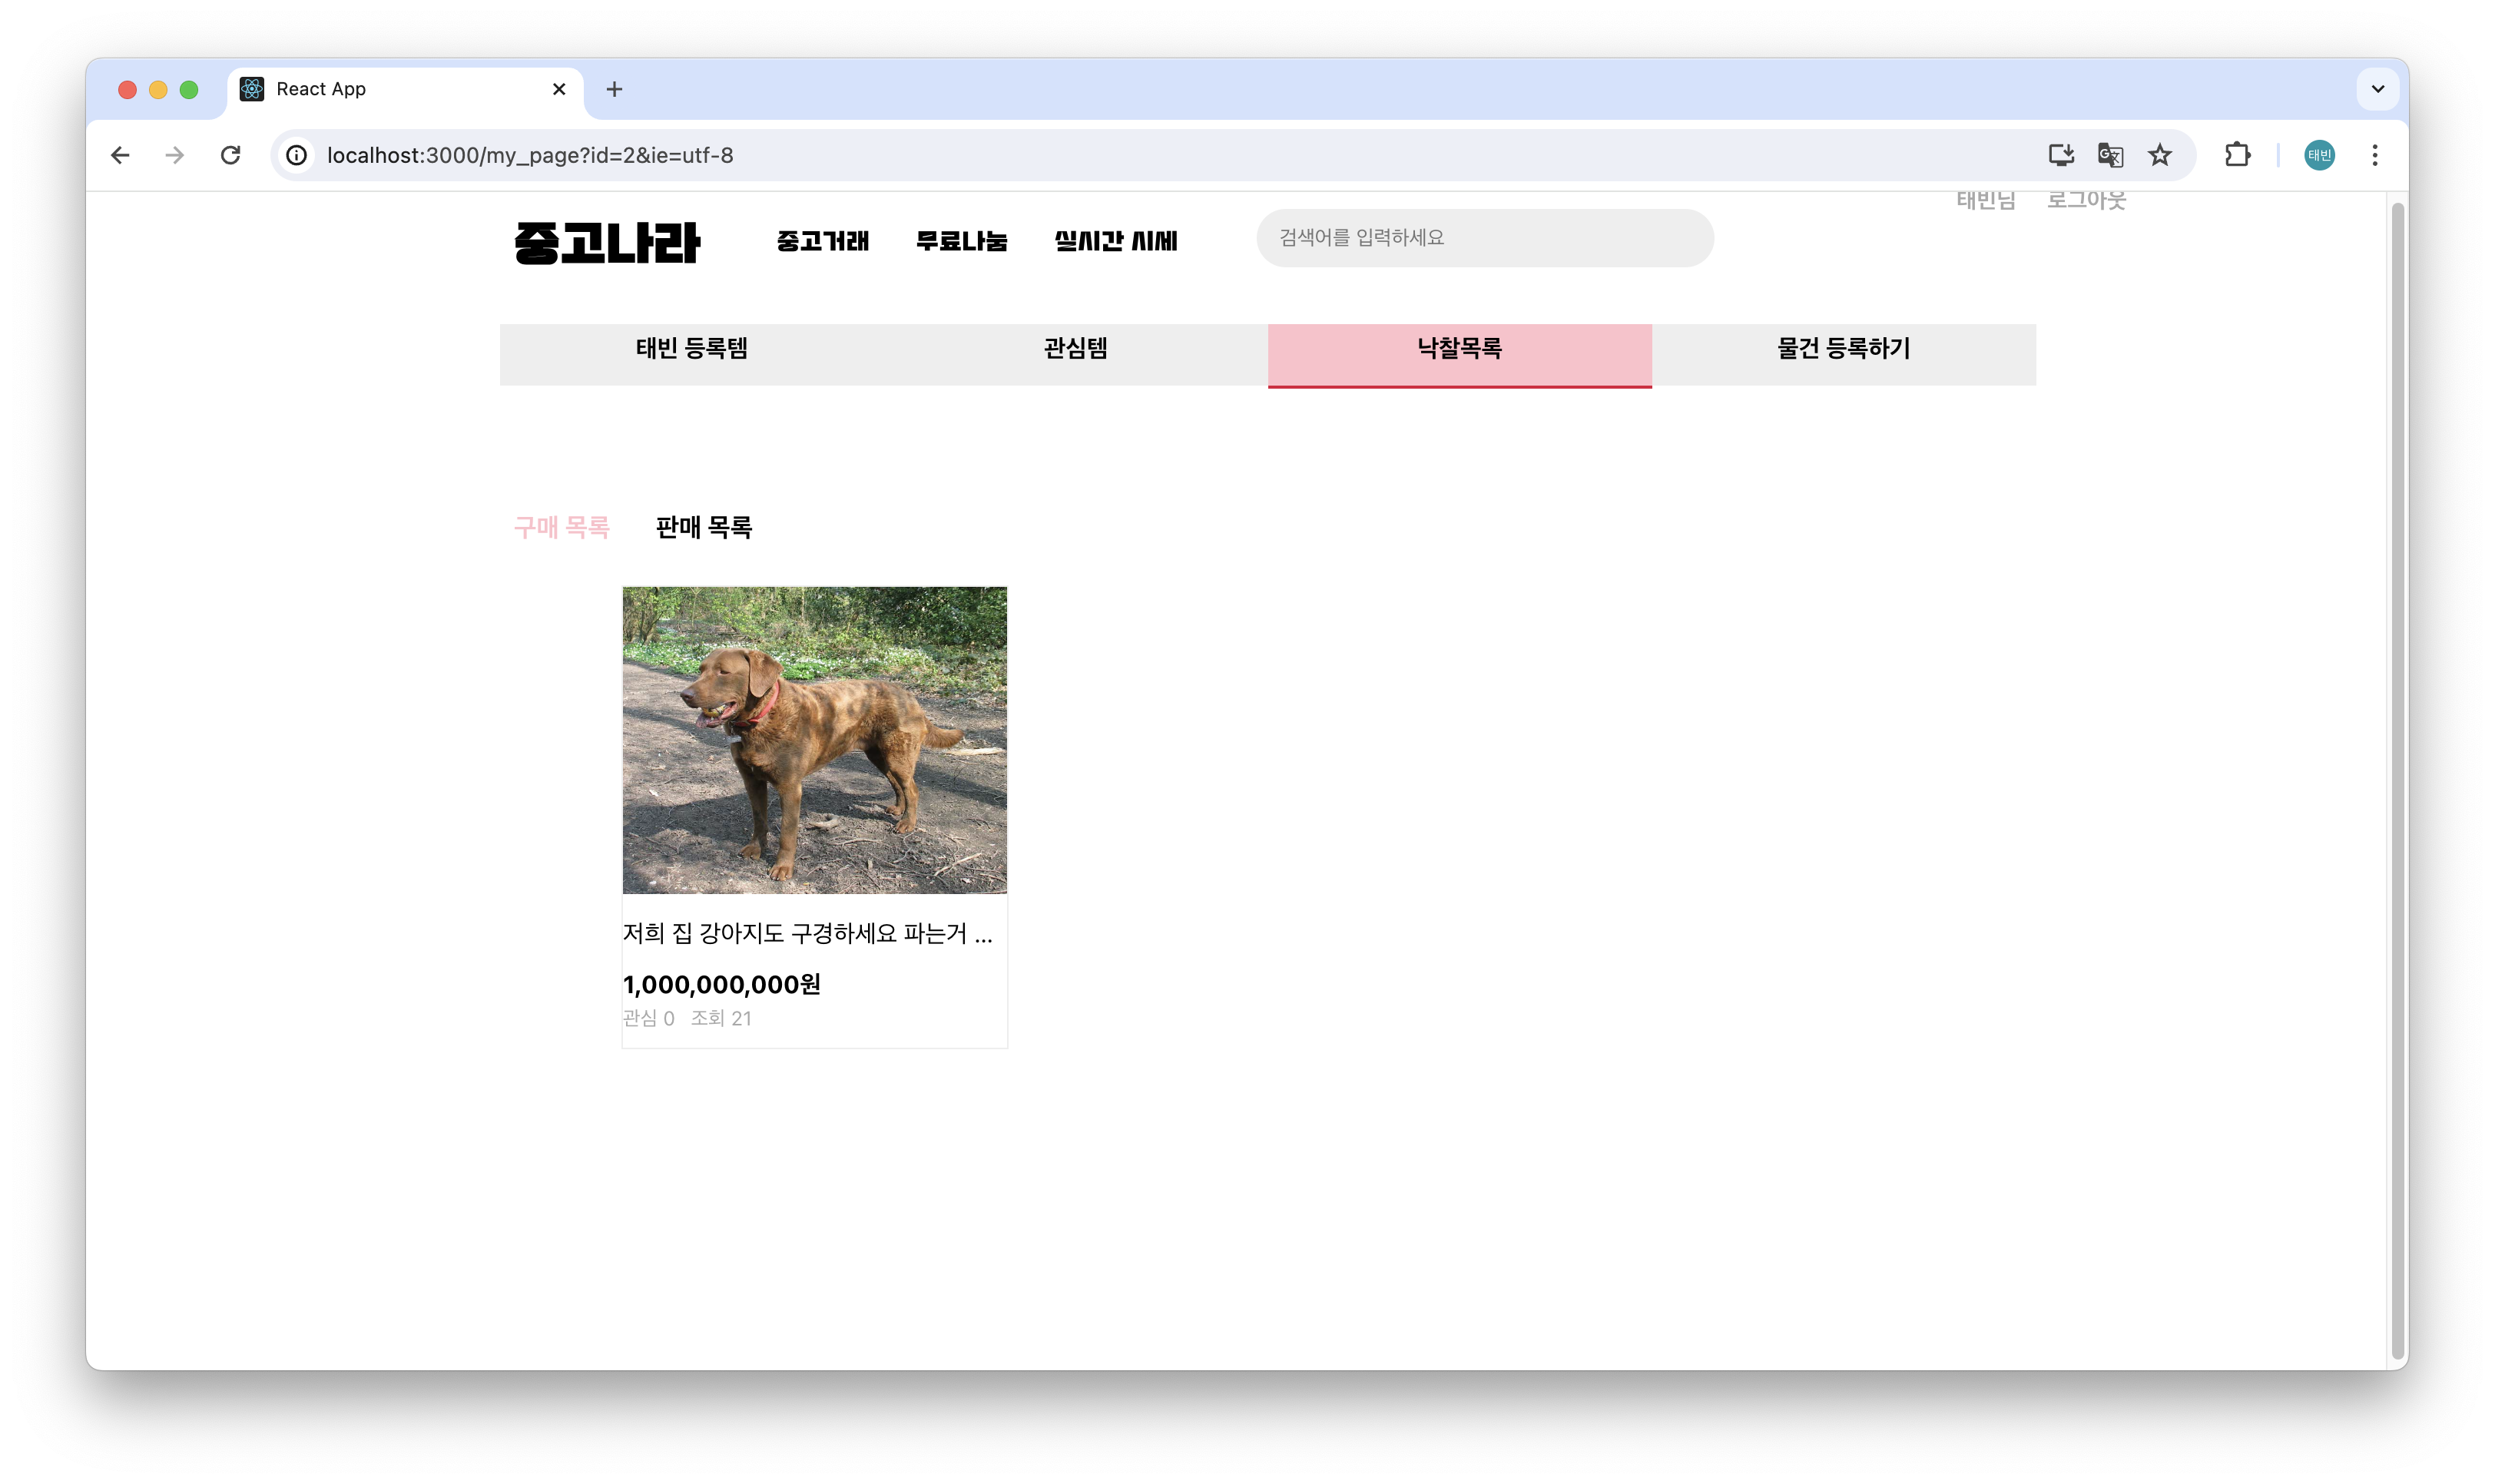 React App
localhost:3000/my_page?id=2&ie=utf-8
태빈
태빈님 로그아웃
중고나라 중고거래 무료나눔 실시간 시세 검색어를 입력하세요
태빈 등록템 관심템 낙찰목록 물건 등록하기
구매 목록 판매 목록
저희 집 강아지도 구경하세요 파는거 ...
1,000,000,000원
관심 0 조회 21